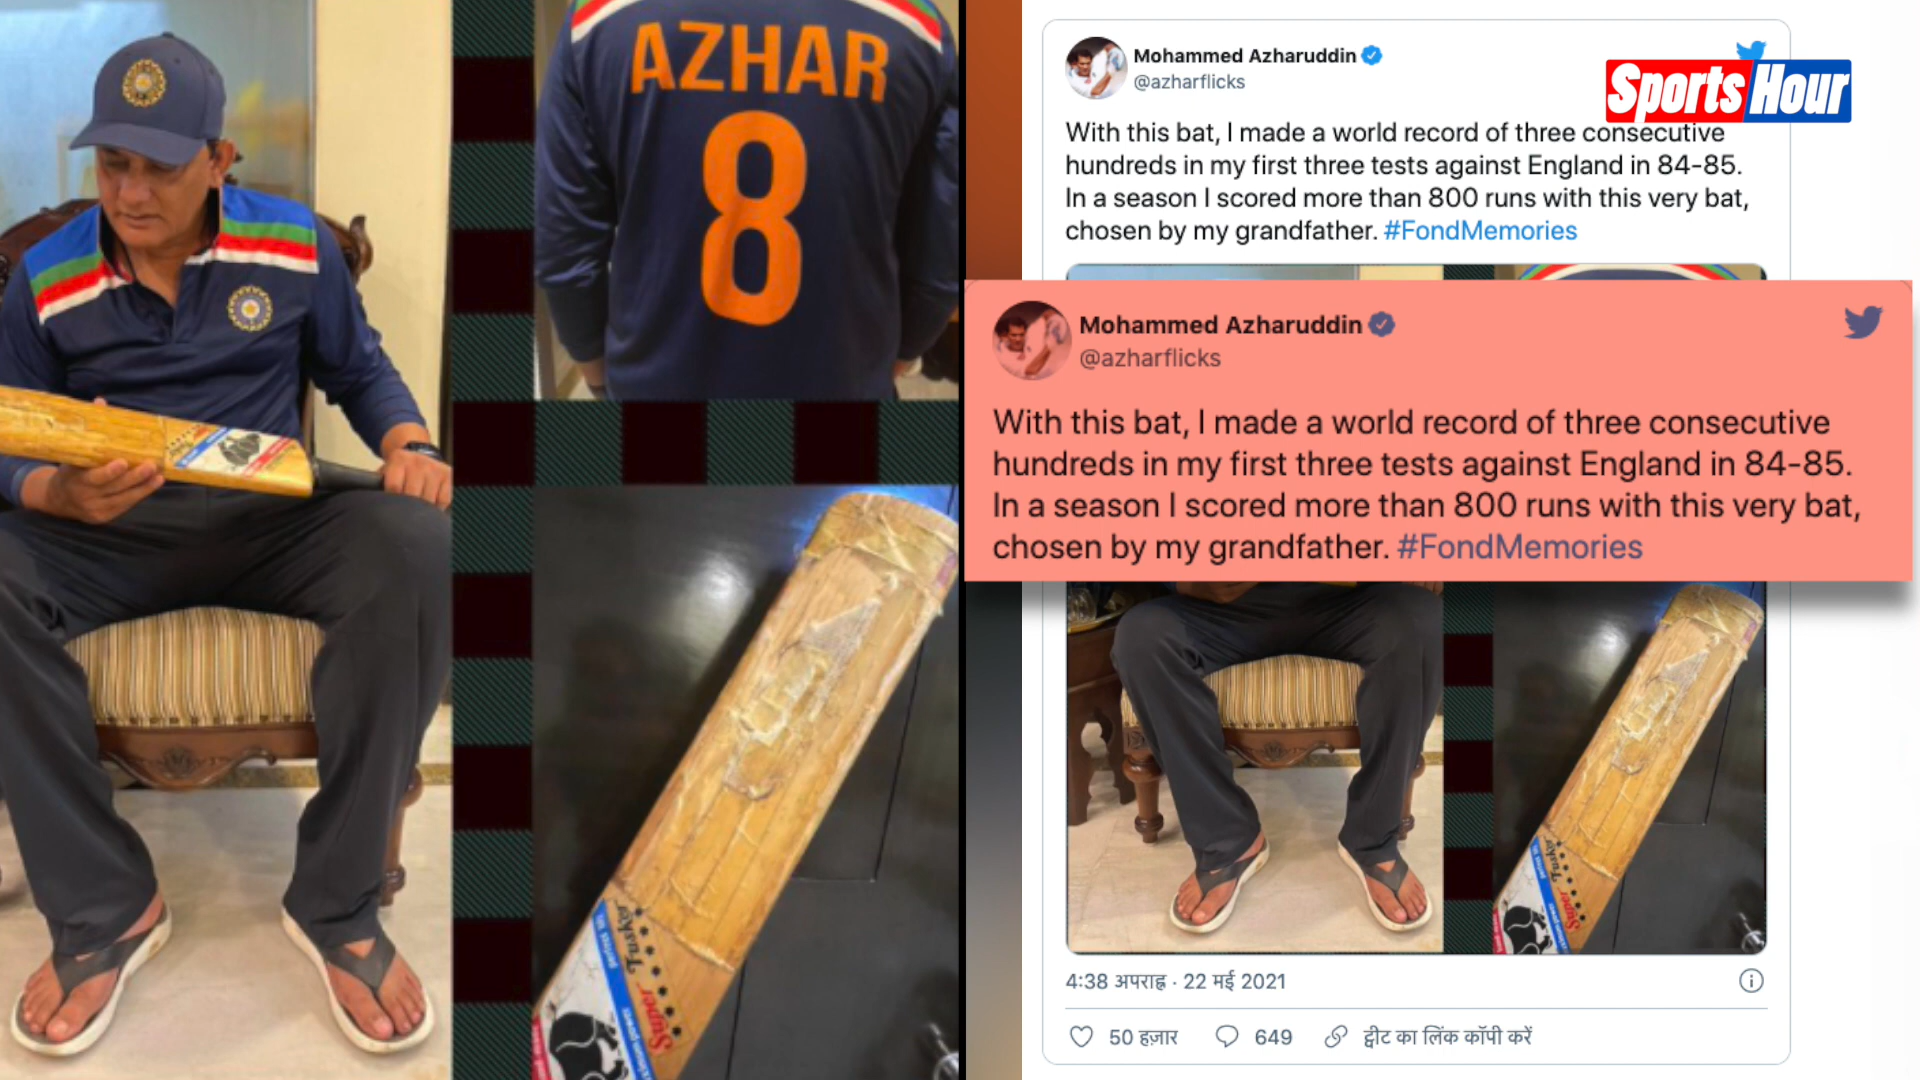 AZHAR
8
Super
Tusker
Sports Hour
Mohammed Azharuddin
@azharflicks
With this bat, I made a world record of three consecutive
hundreds in my first three tests against England in 84-85.
In a season I scored more than 800 runs with this very bat,
chosen by my grandfather. #FondMemories
Mohammed Azharuddin
@azharflicks
With this bat, I made a world record of three consecutive
hundreds in my first three tests against England in 84-85.
In a season I scored more than 800 runs with this very bat,
chosen by my grandfather. #FondMemories
Super
Tusker
4:38 अपराह्न · 22 मई 2021
50 हज़ार 649 ट्वीट का लिंक कॉपी करें